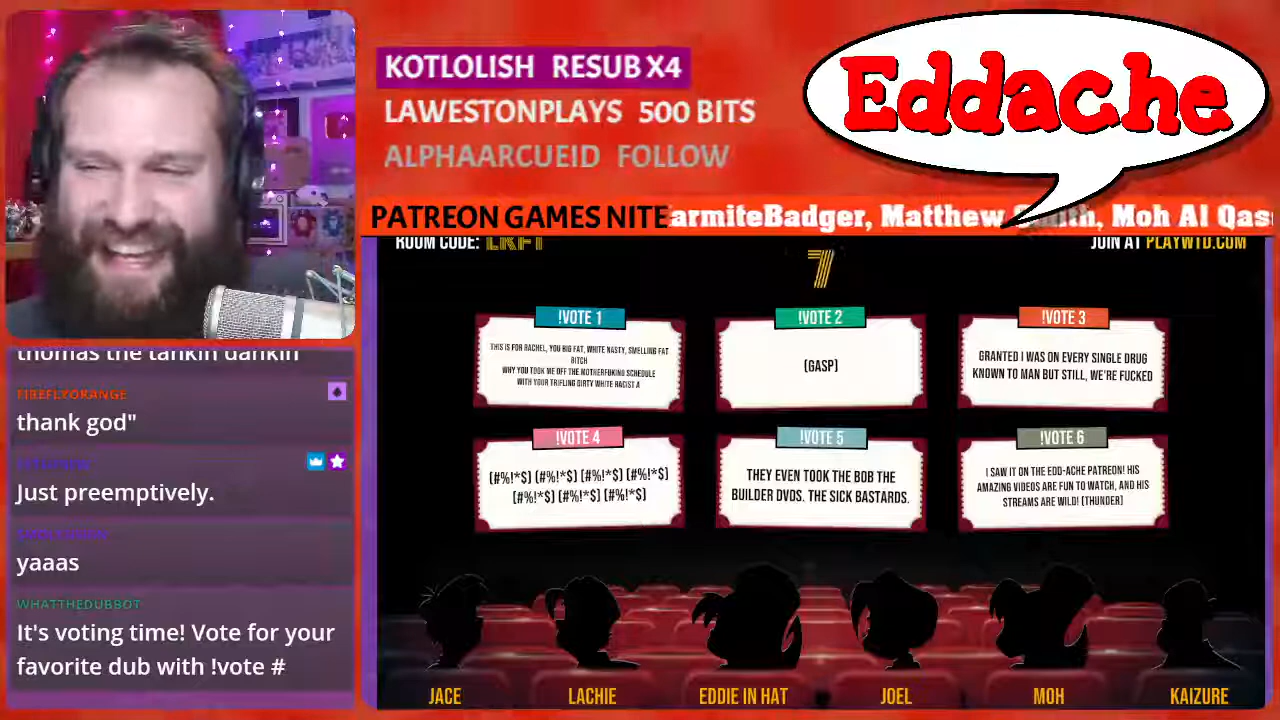 KOTLOLISH RESUB X4
LAWESTONPLAYS 500 BITS
ALPHAARCUEID FOLLOW
Eddache
PATREON GAMES NITE
armiteBadger, Matthew Smith, Moh Al Qas
ROOM CODE: LRFT
JOIN AT PLAYWTD.COM
7
!VOTE 1
THIS IS FOR RACHEL, YOU BIG FAT, WHITE NASTY, SMELLING FAT
BITCH
WHY YOU TOOK ME OFF THE MOTHERFUKING SCHEDULE
WITH YOUR TRIFLING DIRTY WHITE RACIST A
!VOTE 2
[GASP]
!VOTE 3
GRANTED I WAS ON EVERY SINGLE DRUG
KNOWN TO MAN BUT STILL, WE'RE FUCKED
!VOTE 4
[#%!*$] [#%!*$] [#%!*$] [#%!*$]
[#%!*$] [#%!*$] [#%!*$]
!VOTE 5
THEY EVEN TOOK THE BOB THE
BUILDER DVDS. THE SICK BASTARDS.
!VOTE 6
I SAW IT ON THE EDD-ACHE PATREON! HIS
AMAZING VIDEOS ARE FUN TO WATCH, AND HIS
STREAMS ARE WILD! [THUNDER]
JACE
LACHIE
EDDIE IN HAT
JOEL
MOH
KAIZURE
thomas the tankin dankin
FIREFLYORANGE
thank god"
Just preemptively.
yaaas
WHATTHEDUBBOT
It's voting time! Vote for your
favorite dub with !vote #